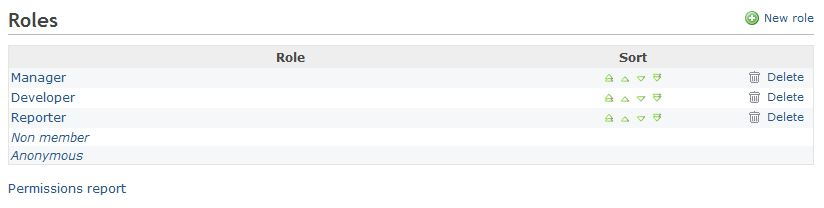 Roles
New role
Role Sort
Manager Delete
Developer Delete
Reporter Delete
Non member
Anonymous
Permissions report